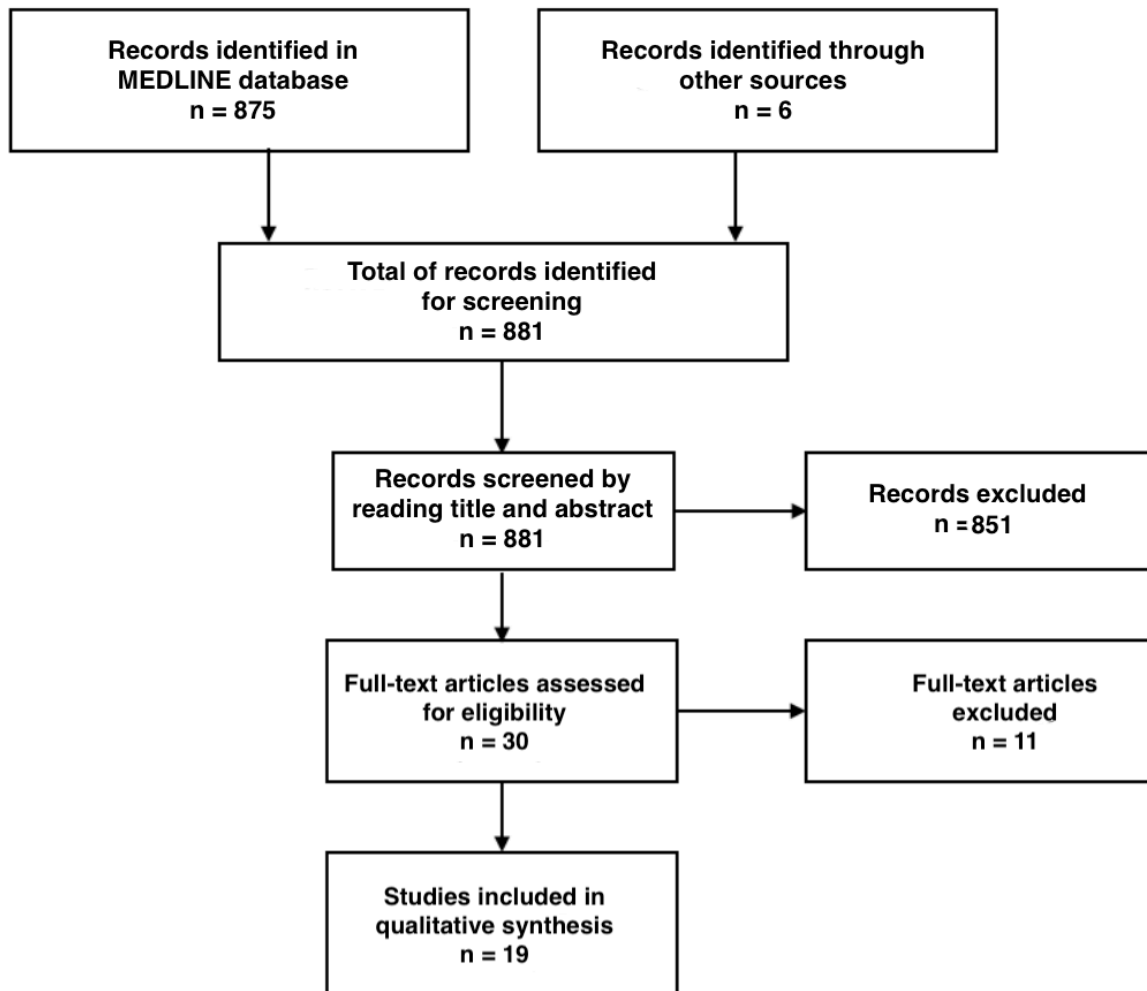 Records identified in
MEDLINE database
n = 875
Records identified through
other sources
n = 6
Total of records identified
for screening
n = 881
Records screened by
reading title and abstract
n = 881
Records excluded
n = 851
Full-text articles assessed
for eligibility
n = 30
Full-text articles
excluded
n = 11
Studies included in
qualitative synthesis
n = 19